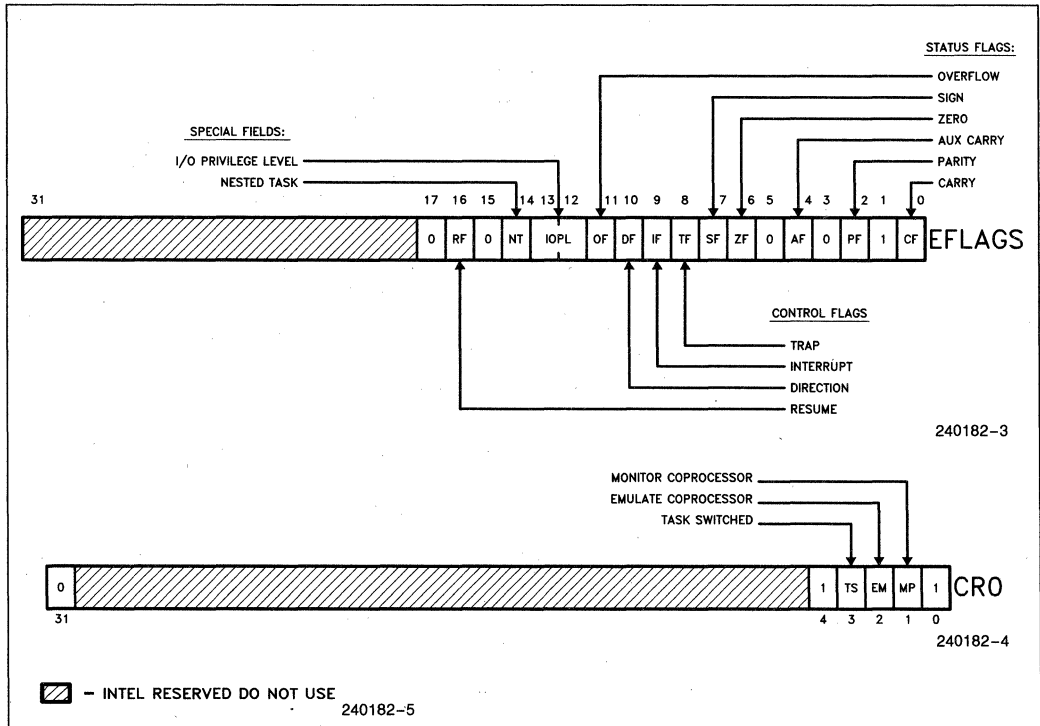 STATUS FLAGS:
OVERFLOW
SIGN
SPECIAL FIELDS:
ZERO
AUX CARRY
I/O PRIVILEGE LEVEL
PARITY
NESTED TASK
CARRY
31 17 16 15 14 13 12 11 10 9 8 7 6 5 4 3 2 1 0
0 RF 0 NT IOPL OF DF IF TF SF ZF 0 AF 0 PF 1 CF EFLAGS
CONTROL FLAGS
TRAP
INTERRUPT
DIRECTION
RESUME
240182-3
MONITOR COPROCESSOR
EMULATE COPROCESSOR
TASK SWITCHED
0 1 TS EM MP 1 CR0
31 4 3 2 1 0
240182-4
- INTEL RESERVED DO NOT USE
240182-5